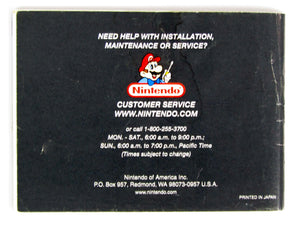 NEED HELP WITH INSTALLATION,
MAINTENANCE OR SERVICE?
Nintendo
CUSTOMER SERVICE
WWW.NINTENDO.COM
or call 1-800-255-3700
MON. - SAT., 6:00 a.m. to 9:00 p.m.;
SUN., 6:00 a.m. to 7:00 p.m., Pacific Time
(Times subject to change)
Nintendo of America Inc.
P.O. Box 957, Redmond, WA 98073-0957 U.S.A.
www.nintendo.com
PRINTED IN JAPAN